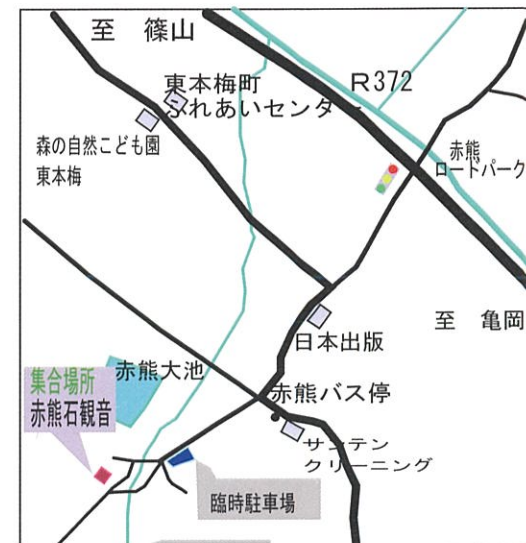 至 篠山
東本梅町
ふれあいセンター
R372
森の自然こども園
東本梅
赤熊
ロードパーク
至 亀岡
日本出版
赤熊大池
集合場所
赤熊石観音
赤熊バス停
サンテン
クリーニング
臨時駐車場